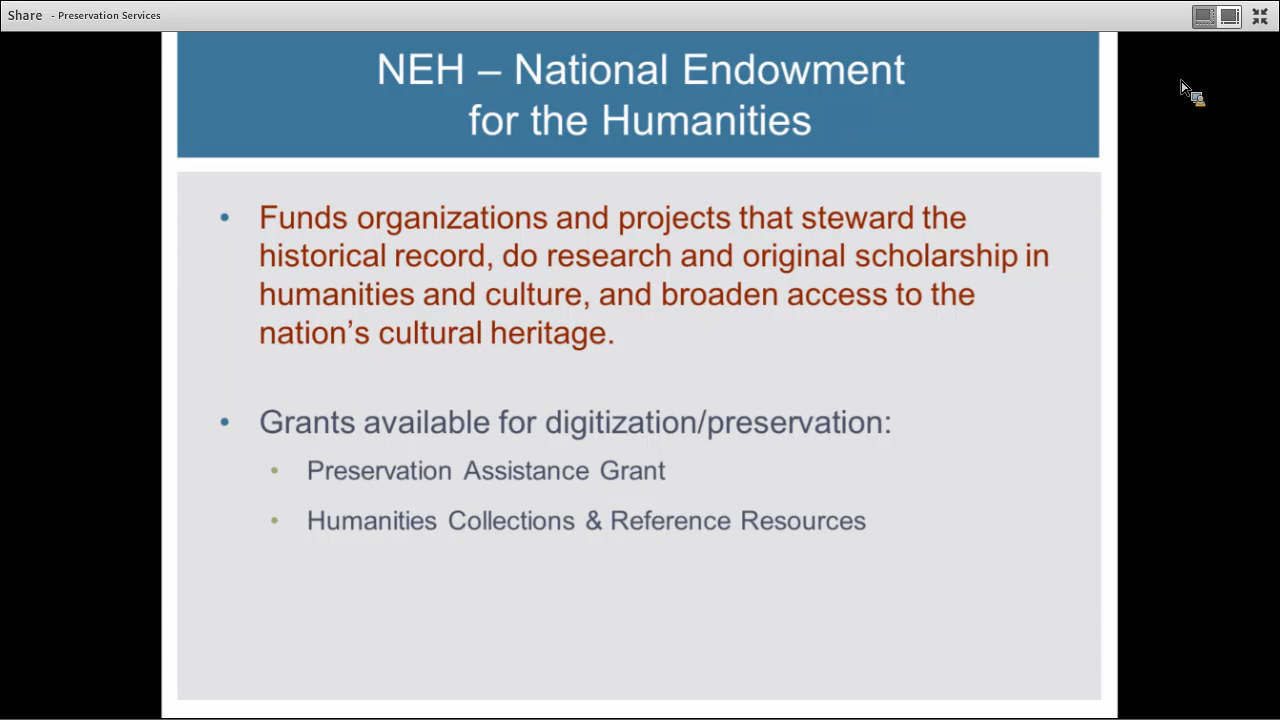 Share - Preservation Services
NEH – National Endowment
for the Humanities
• Funds organizations and projects that steward the
historical record, do research and original scholarship in
humanities and culture, and broaden access to the
nation’s cultural heritage.
• Grants available for digitization/preservation:
• Preservation Assistance Grant
• Humanities Collections & Reference Resources